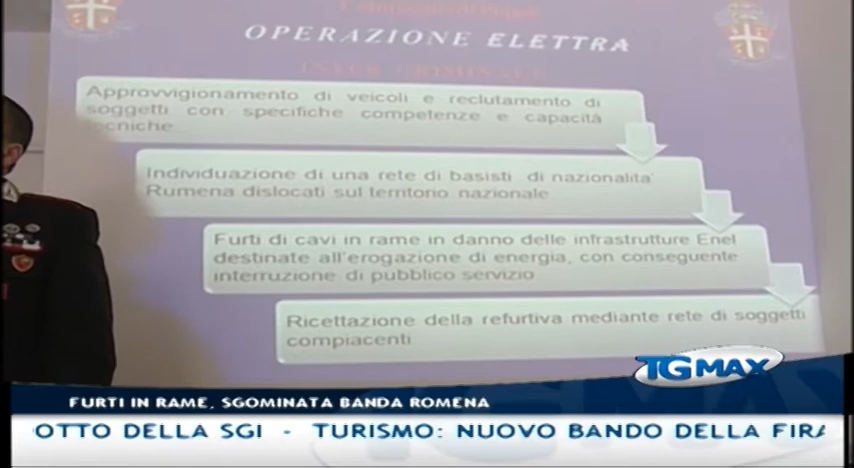 OPERAZIONE ELETTRA
Approvvigionamento di veicoli e reclutamento di
soggetti con specifiche competenze e capacità
tecniche
Individuazione di una rete di basisti di nazionalità
Rumena dislocati sul territorio nazionale
Furti di cavi in rame in danno delle infrastrutture Enel
destinate all'erogazione di energia, con conseguente
interruzione di pubblico servizio
Ricettazione della refurtiva mediante rete di soggetti
compiacenti
TGMAX
FURTI IN RAME, SGOMINATA BANDA ROMENA
OTTO DELLA SGI - TURISMO: NUOVO BANDO DELLA FIRA